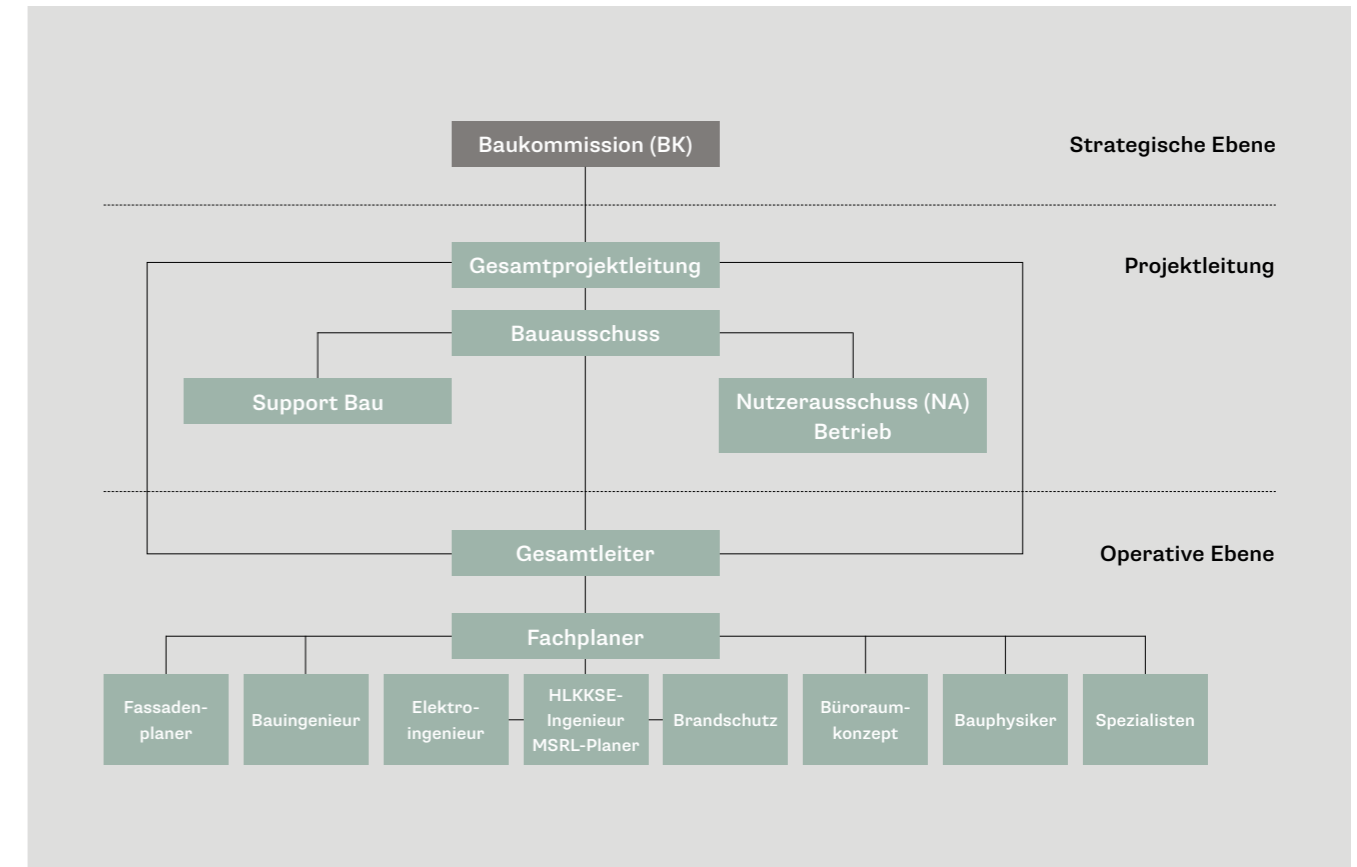 Baukommission (BK)
Strategische Ebene
Gesamtprojektleitung
Projektleitung
Bauausschuss
Support Bau
Nutzerausschuss (NA)
Betrieb
Gesamtleiter
Operative Ebene
Fachplaner
Fassaden-
planer
Bauingenieur
Elektro-
ingenieur
HLKKSE-
Ingenieur
MSRL-Planer
Brandschutz
Büroraum-
konzept
Bauphysiker
Spezialisten